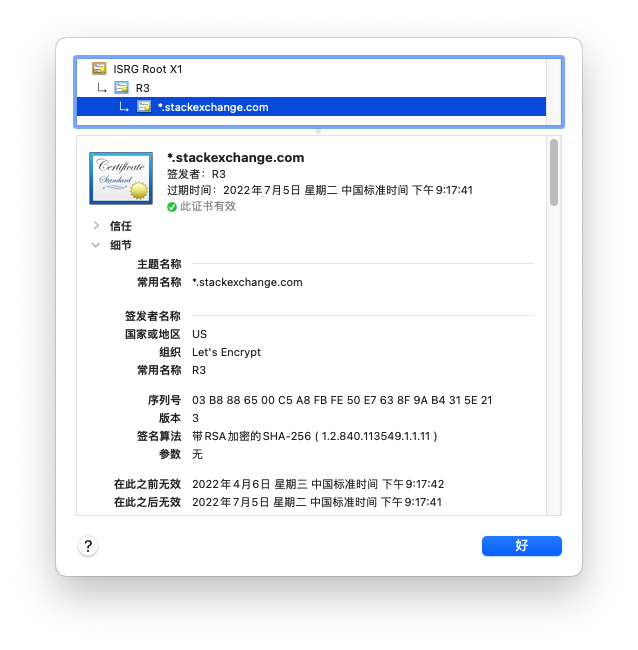 ISRG Root X1
R3
*.stackexchange.com
Certificate
Standard
*.stackexchange.com
签发者：R3
过期时间：2022年7月5日 星期二 中国标准时间 下午9:17:41
此证书有效
信任
细节
主题名称
常用名称 *.stackexchange.com
签发者名称
国家或地区 US
组织 Let's Encrypt
常用名称 R3
序列号 03 B8 88 65 00 C5 A8 FB FE 50 E7 63 8F 9A B4 31 5E 21
版本 3
签名算法 带RSA加密的SHA-256 ( 1.2.840.113549.1.1.11 )
参数 无
在此之前无效 2022年4月6日 星期三 中国标准时间 下午9:17:42
在此之后无效 2022年7月5日 星期二 中国标准时间 下午9:17:41
?
好